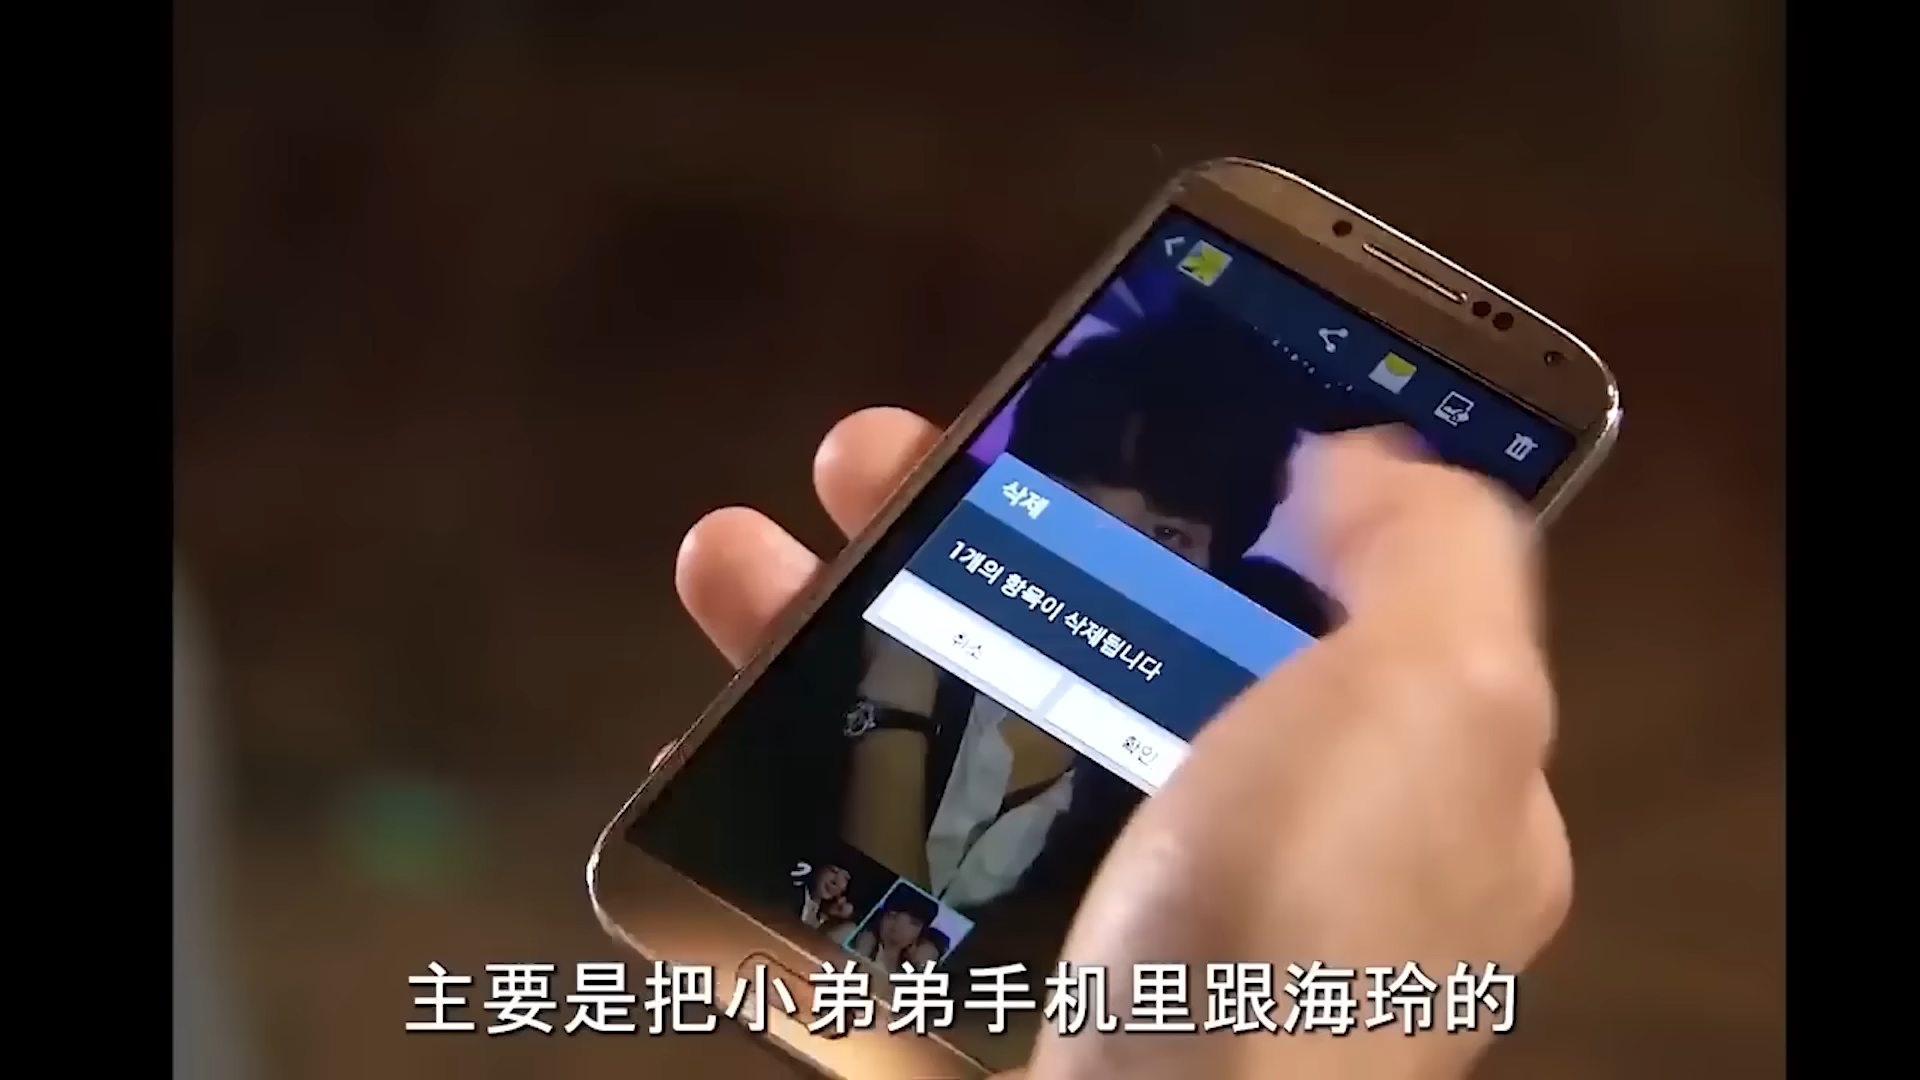 삭제
1개의 항목이 삭제됩니다
취소
확인
主要是把小弟弟手机里跟海玲的